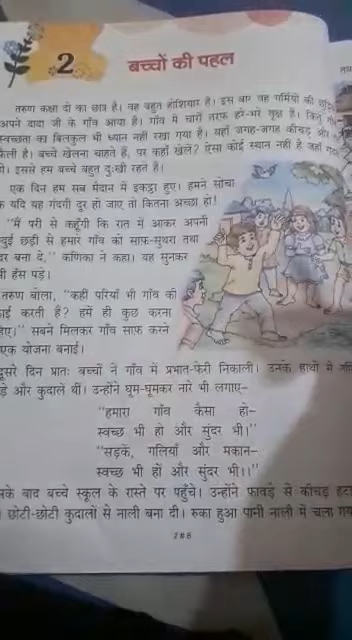 2
बच्चों की पहल
तरुण कक्षा दो का छात्र है। वह बहुत होशियार है। इस बार वह गर्मियों की
अपने दादा जी के गाँव आया है। गाँव में चारों तरफ हरे-भरे वृक्ष हैं। किंतु
स्वच्छता का बिलकुल भी ध्यान नहीं रखा गया है। यहाँ जगह-जगह कीचड़ और
फैली है। बच्चे खेलना चाहते हैं, पर कहाँ खेलें? ऐसा कोई स्थान नहीं है जहाँ
हो। इससे हम बच्चे बहुत दुःखी रहते हैं।
एक दिन हम सब मैदान में इकट्ठा हुए। हमने सोचा
कि यदि यह गंदगी दूर हो जाए तो कितना अच्छा हो!
"मैं परी से कहूँगी कि रात में आकर अपनी
छड़ी से हमारे गाँव को साफ़-सुथरा तथा
बना दे," कणिका ने कहा। यह सुनकर
हँस पड़े।
तरुण बोला, "कहीं परियाँ भी गाँव की
करती हैं? हमें ही कुछ करना
" सबने मिलकर गाँव साफ करने
एक योजना बनाई।
दूसरे दिन प्रातः बच्चों ने गाँव में प्रभात-फेरी निकाली। उनके हाथों में
और कुदालें थीं। उन्होंने घूम-घूमकर नारे भी लगाए-
"हमारा गाँव कैसा हो-
स्वच्छ भी हो और सुंदर भी।"
"सड़कें, गलियाँ और मकान-
स्वच्छ भी हों और सुंदर भी।।"
बाद बच्चे स्कूल के रास्ते पर पहुँचे। उन्होंने फावड़े से कीचड़
छोटी-छोटी कुदालों से नाली बना दी। रुका हुआ पानी नाली में चला